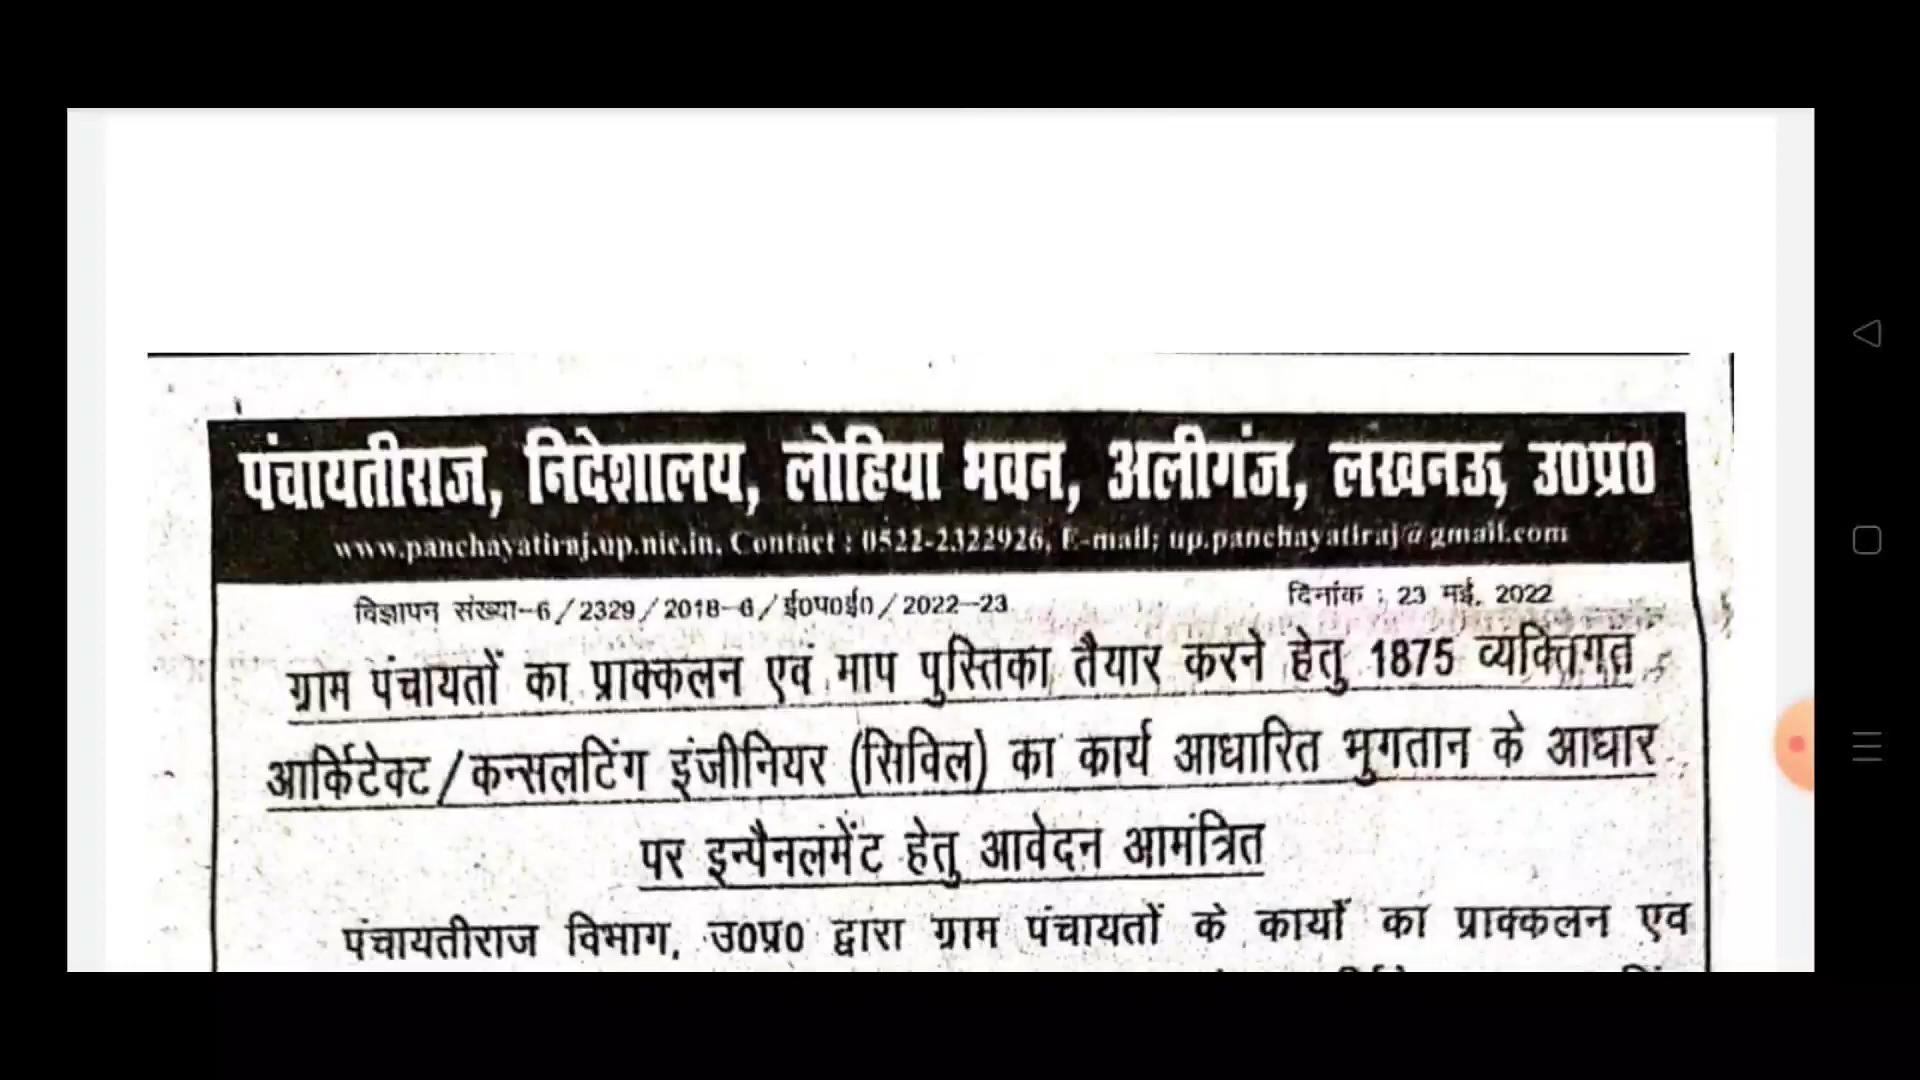 पंचायतीराज, निदेशालय, लोहिया भवन, अलीगंज, लखनऊ, उ0प्र0
www.panchayatiraj.up.nic.in, Contact : 0522-2322926, E-mail; up.panchayatiraj@gmail.com
विज्ञापन संख्या-6/2329/2018-6/ई0प0ई0/2022-23 दिनांक : 23 मई, 2022
ग्राम पंचायतों का प्राक्कलन एवं माप पुस्तिका तैयार करने हेतु 1875 व्यक्तिगत
आर्किटेक्ट/कन्सलटिंग इंजीनियर (सिविल) का कार्य आधारित भुगतान के आधार
पर इन्पैनलमेंट हेतु आवेदन आमंत्रित
पंचायतीराज विभाग, उ0प्र0 द्वारा ग्राम पंचायतों के कार्यों का प्राक्कलन एवं